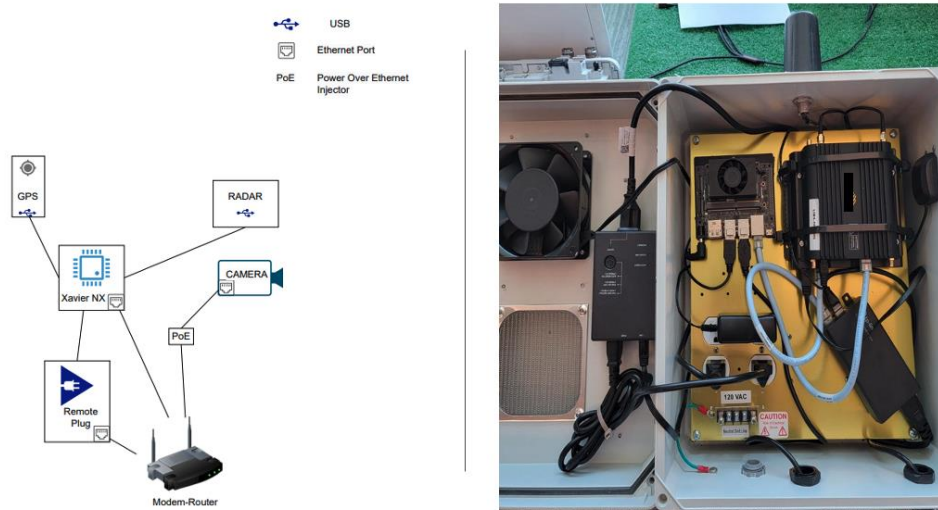 USB
Ethernet Port
PoE
Power Over Ethernet
Injector
GPS
RADAR
CAMERA
Xavier NX
PoE
Remote
Plug
Modem-Router
120 VAC
CAUTION